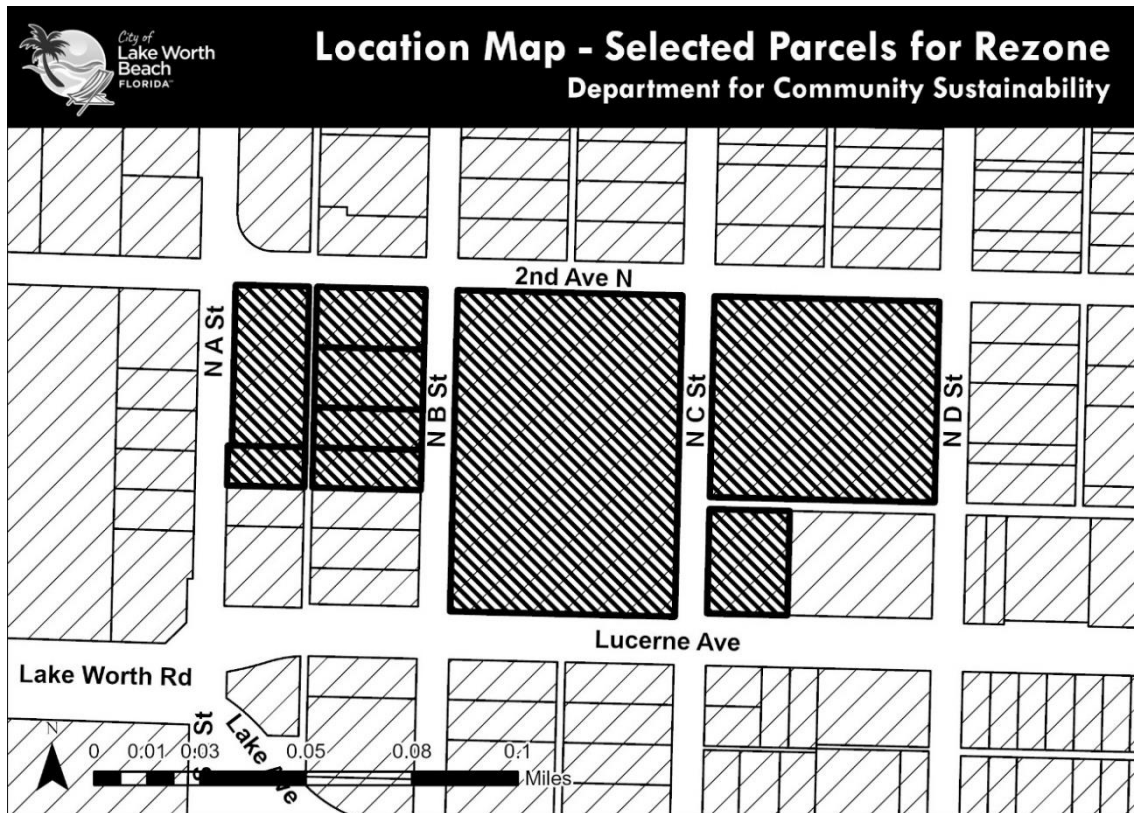 City of
Lake Worth
Beach
FLORIDA™
Location Map - Selected Parcels for Rezone
Department for Community Sustainability
2nd Ave N
N A St
N B St
N C St
N D St
Lucerne Ave
Lake Worth Rd
S St
Lake Ave
N
0 0.01 0.03 0.05 0.08 0.1
Miles